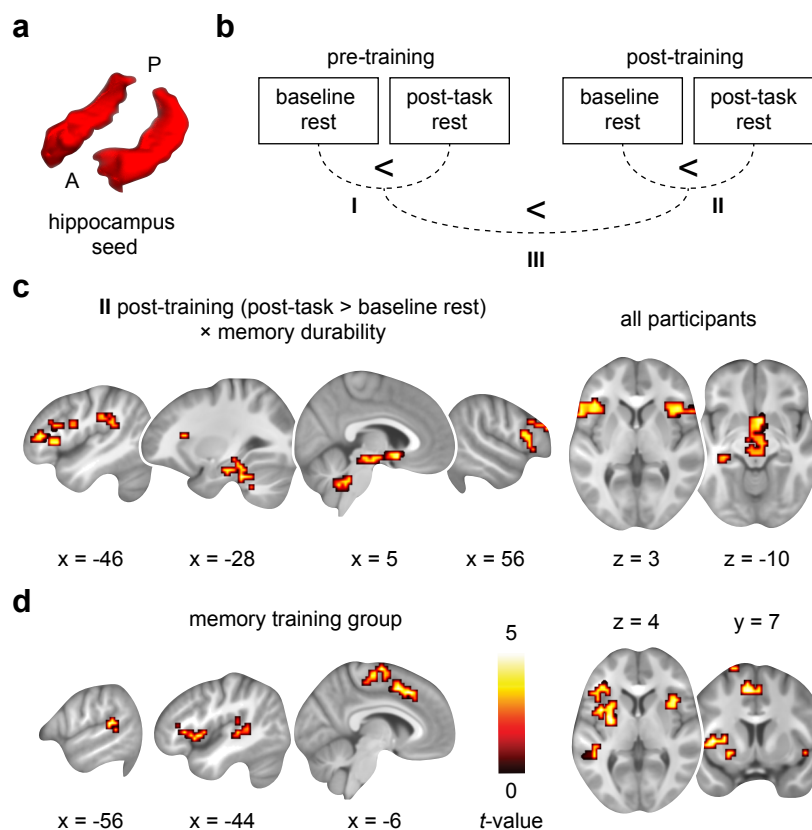 a
P
A
hippocampus
seed
b
pre-training
post-training
baseline
rest
post-task
rest
baseline
rest
post-task
rest
<
<
I
<
II
III
c
II post-training (post-task > baseline rest)
× memory durability
all participants
x = -46
x = -28
x = 5
x = 56
z = 3
z = -10
d
memory training group
5
z = 4
y = 7
0
x = -56
x = -44
x = -6
t-value